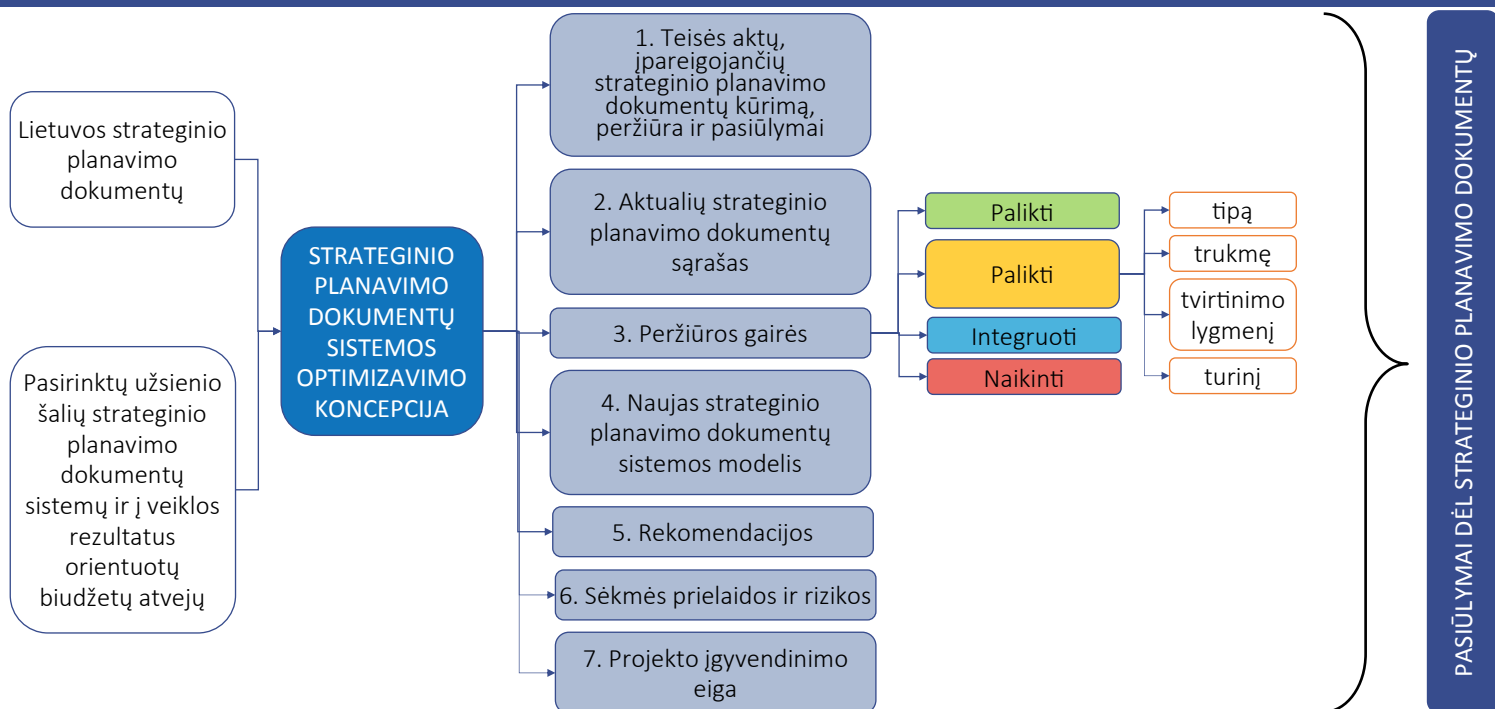 Lietuvos strateginio
planavimo
dokumentų
Pasirinktų užsienio
šalių strateginio
planavimo
dokumentų
sistemų ir į veiklos
rezultatus
orientuotų
biudžetų atvejų
STRATEGINIO
PLANAVIMO
DOKUMENTŲ
SISTEMOS
OPTIMIZAVIMO
KONCEPCIJA
1. Teisės aktų,
įpareigojančių
strateginio planavimo
dokumentų kūrimą,
peržiūra ir pasiūlymai
2. Aktualių strateginio
planavimo dokumentų
sąrašas
3. Peržiūros gairės
4. Naujas strateginio
planavimo dokumentų
sistemos modelis
5. Rekomendacijos
6. Sėkmės prielaidos ir rizikos
7. Projekto įgyvendinimo
eiga
Palikti
Palikti
Integruoti
Naikinti
tipą
trukmę
tvirtinimo
lygmenį
turinį
PASIŪLYMAI DĖL STRATEGINIO PLANAVIMO DOKUMENTŲ